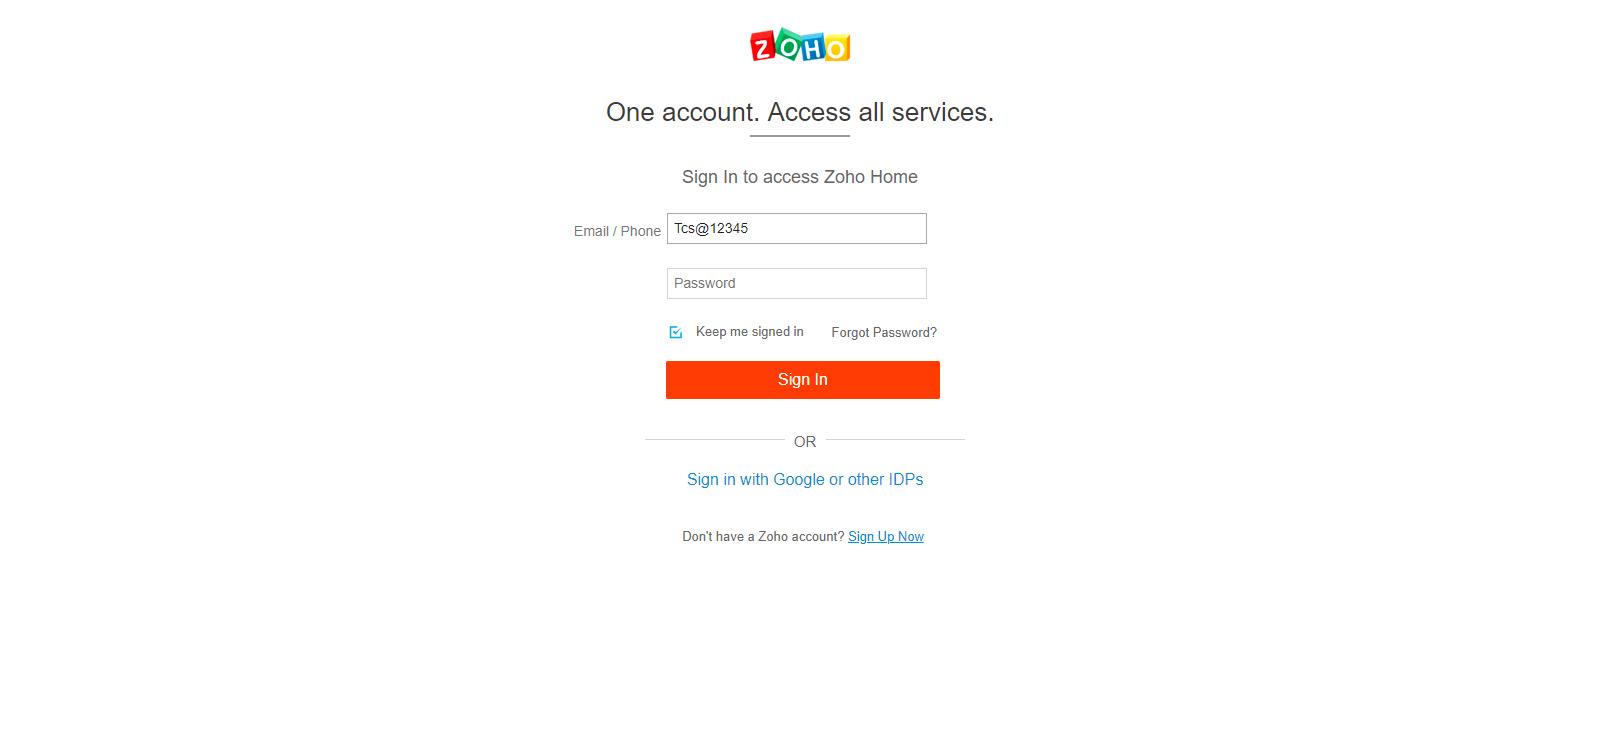 ZOHO
One account. Access all services.
Sign In to access Zoho Home
Email / Phone Tcs@12345
Password
Keep me signed in Forgot Password?
Sign In
OR
Sign in with Google or other IDPs
Don't have a Zoho account? Sign Up Now